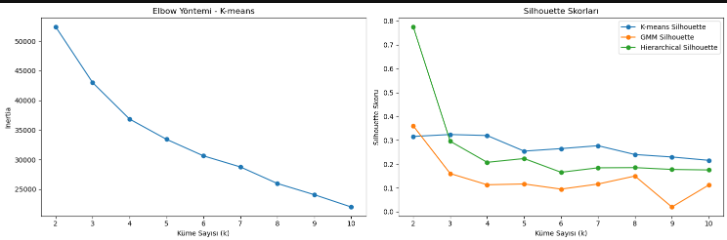 Elbow Yöntemi - K-means
50000
45000
40000
35000
30000
25000
Inertia
2 3 4 5 6 7 8 9 10
Küme Sayısı (k)
Silhouette Skorları
K-means Silhouette
GMM Silhouette
Hierarchical Silhouette
0.8
0.7
0.6
0.5
0.4
0.3
0.2
0.1
0.0
Silhouette Skoru
2 3 4 5 6 7 8 9 10
Küme Sayısı (k)